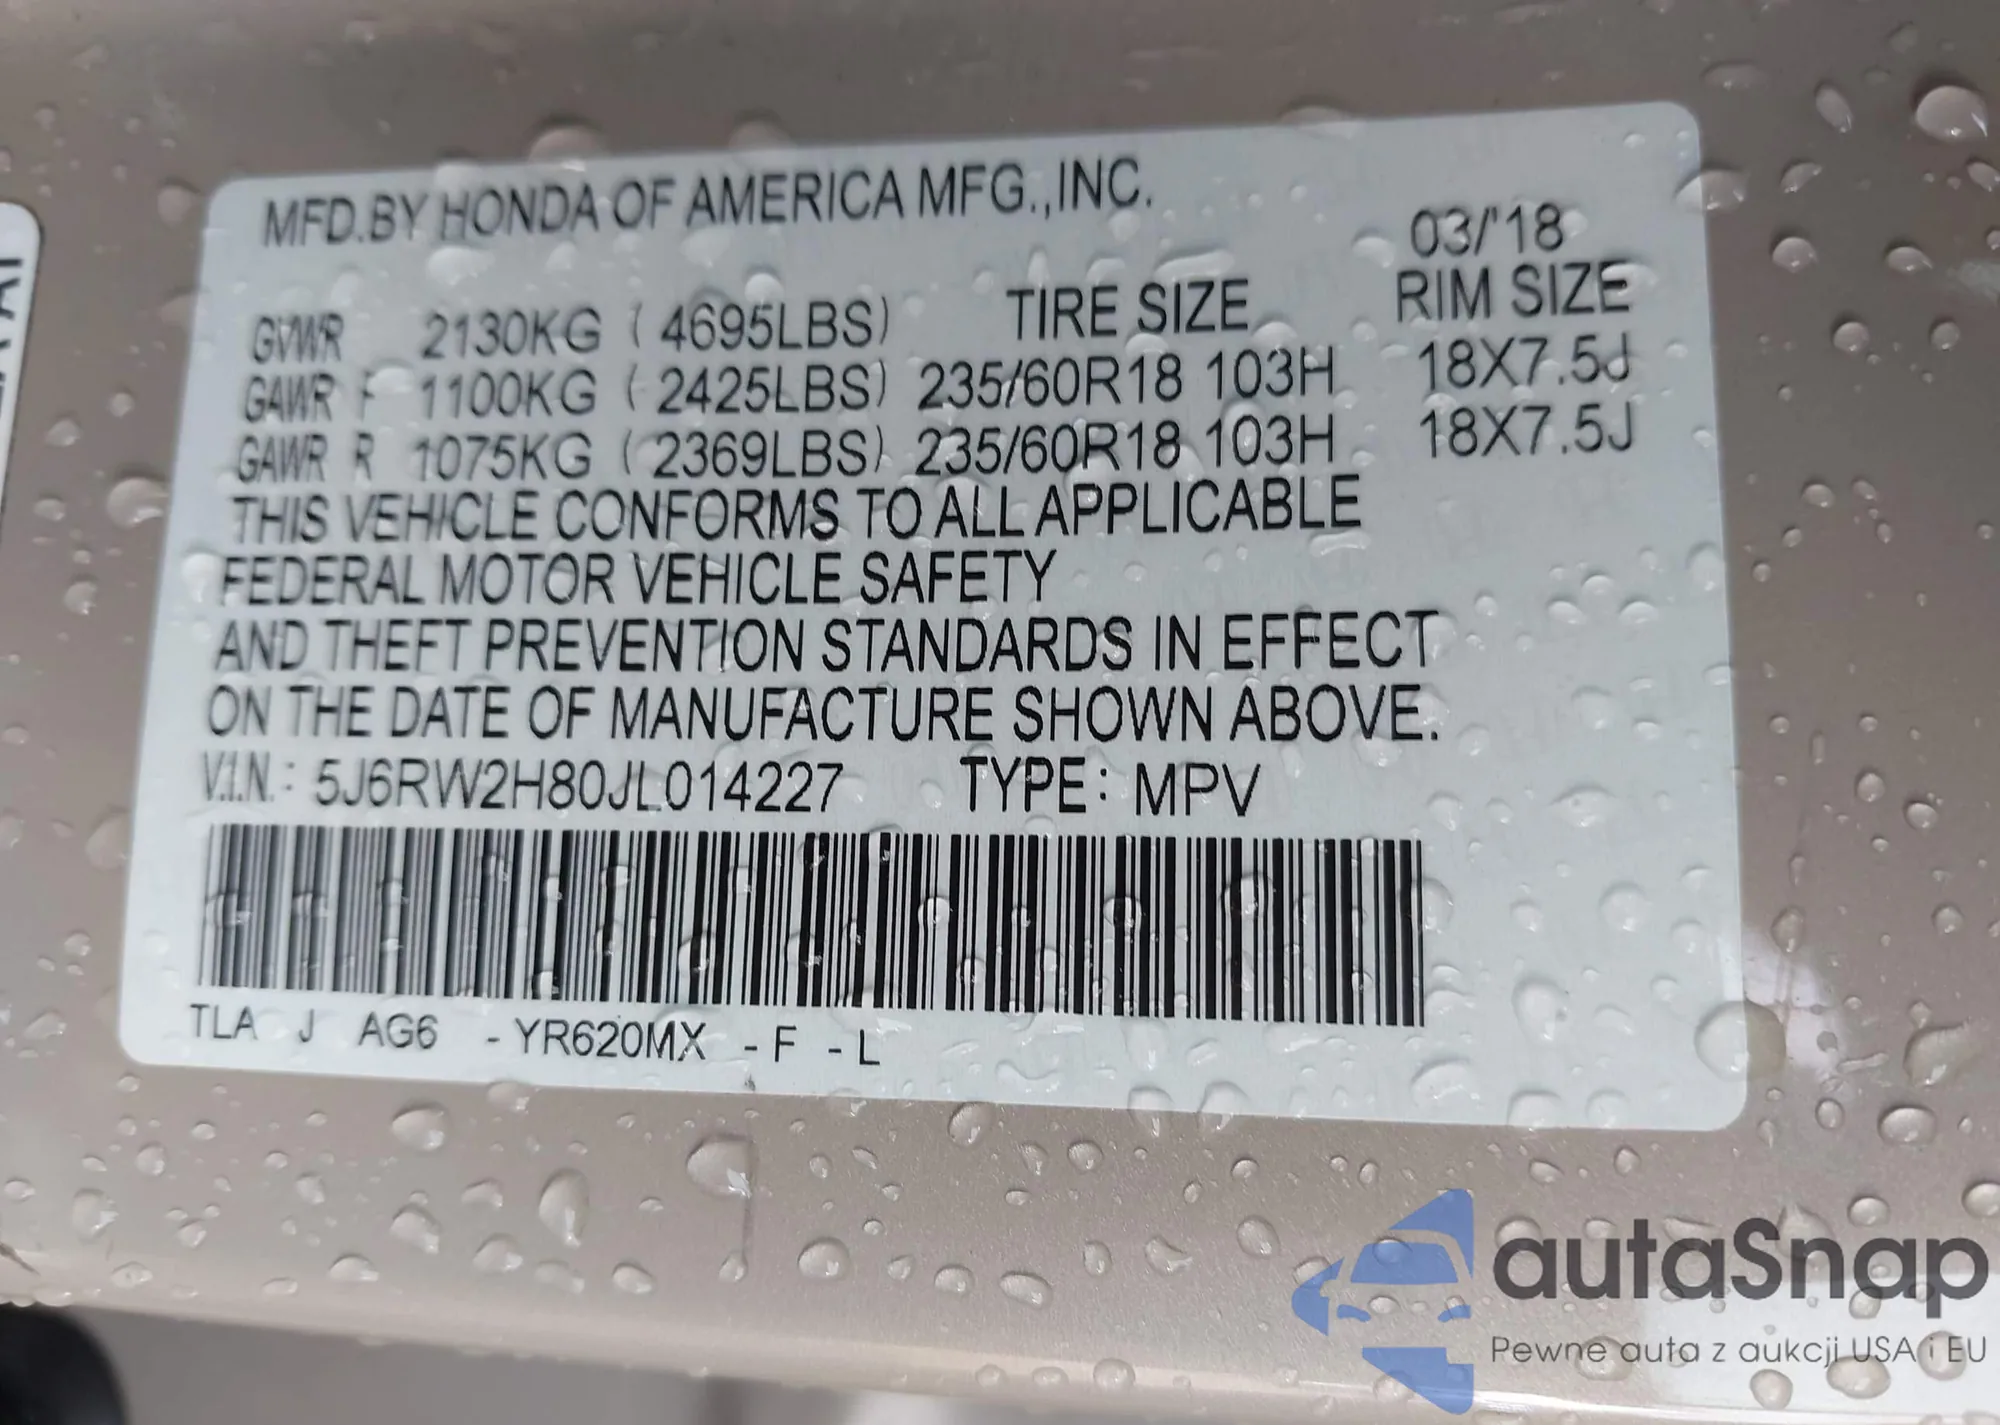 MFD.BY HONDA OF AMERICA MFG.,INC.
03/'18
GVWR 2130KG ( 4695LBS) TIRE SIZE RIM SIZE
GAWR F 1100KG ( 2425LBS) 235/60R18 103H 18X7.5J
GAWR R 1075KG ( 2369LBS) 235/60R18 103H 18X7.5J
THIS VEHICLE CONFORMS TO ALL APPLICABLE
FEDERAL MOTOR VEHICLE SAFETY
AND THEFT PREVENTION STANDARDS IN EFFECT
ON THE DATE OF MANUFACTURE SHOWN ABOVE.
V.I.N.: 5J6RW2H80JL014227 TYPE: MPV
TLA J AG6 -YR620MX -F -L
autaSnap
Pewne auta z aukcji USA i EU